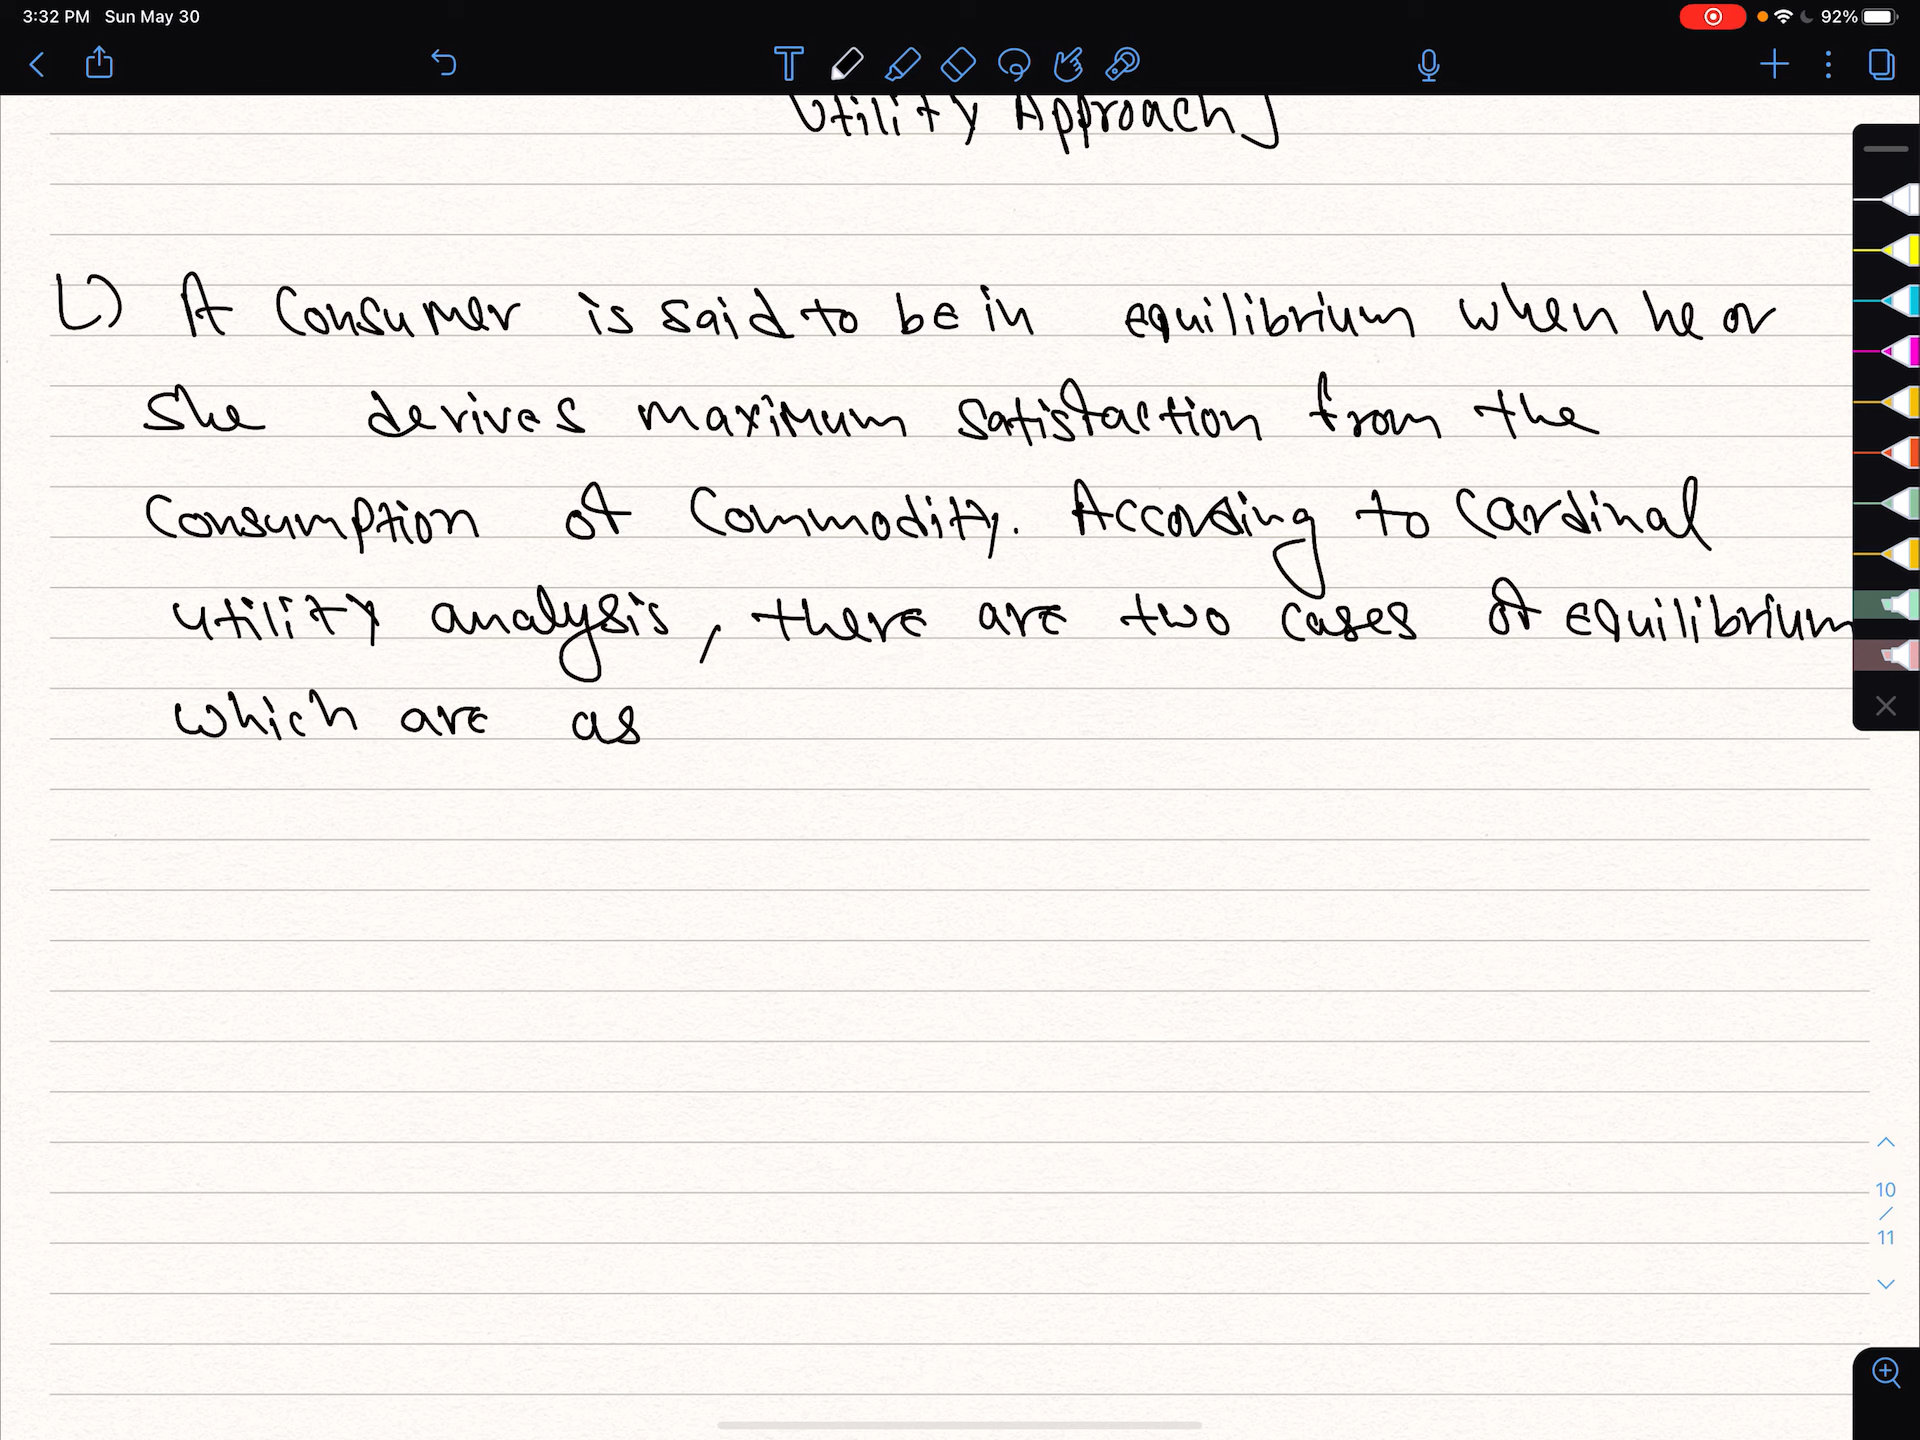 3:32 PM Sun May 30
92%
T
Utility Approach]
L) A Consumer is said to be in equilibrium when he or
She derives maximum satisfaction from the
Consumption of Commodity. According to Cardinal
utility analysis, there are two cases of equilibrium
which are as
10
/
11